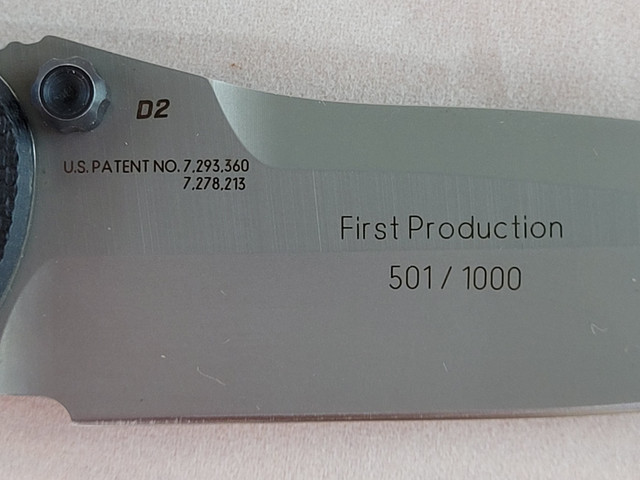 D2
U.S. PATENT NO. 7,293,360
7,278,213
First Production
501 / 1000